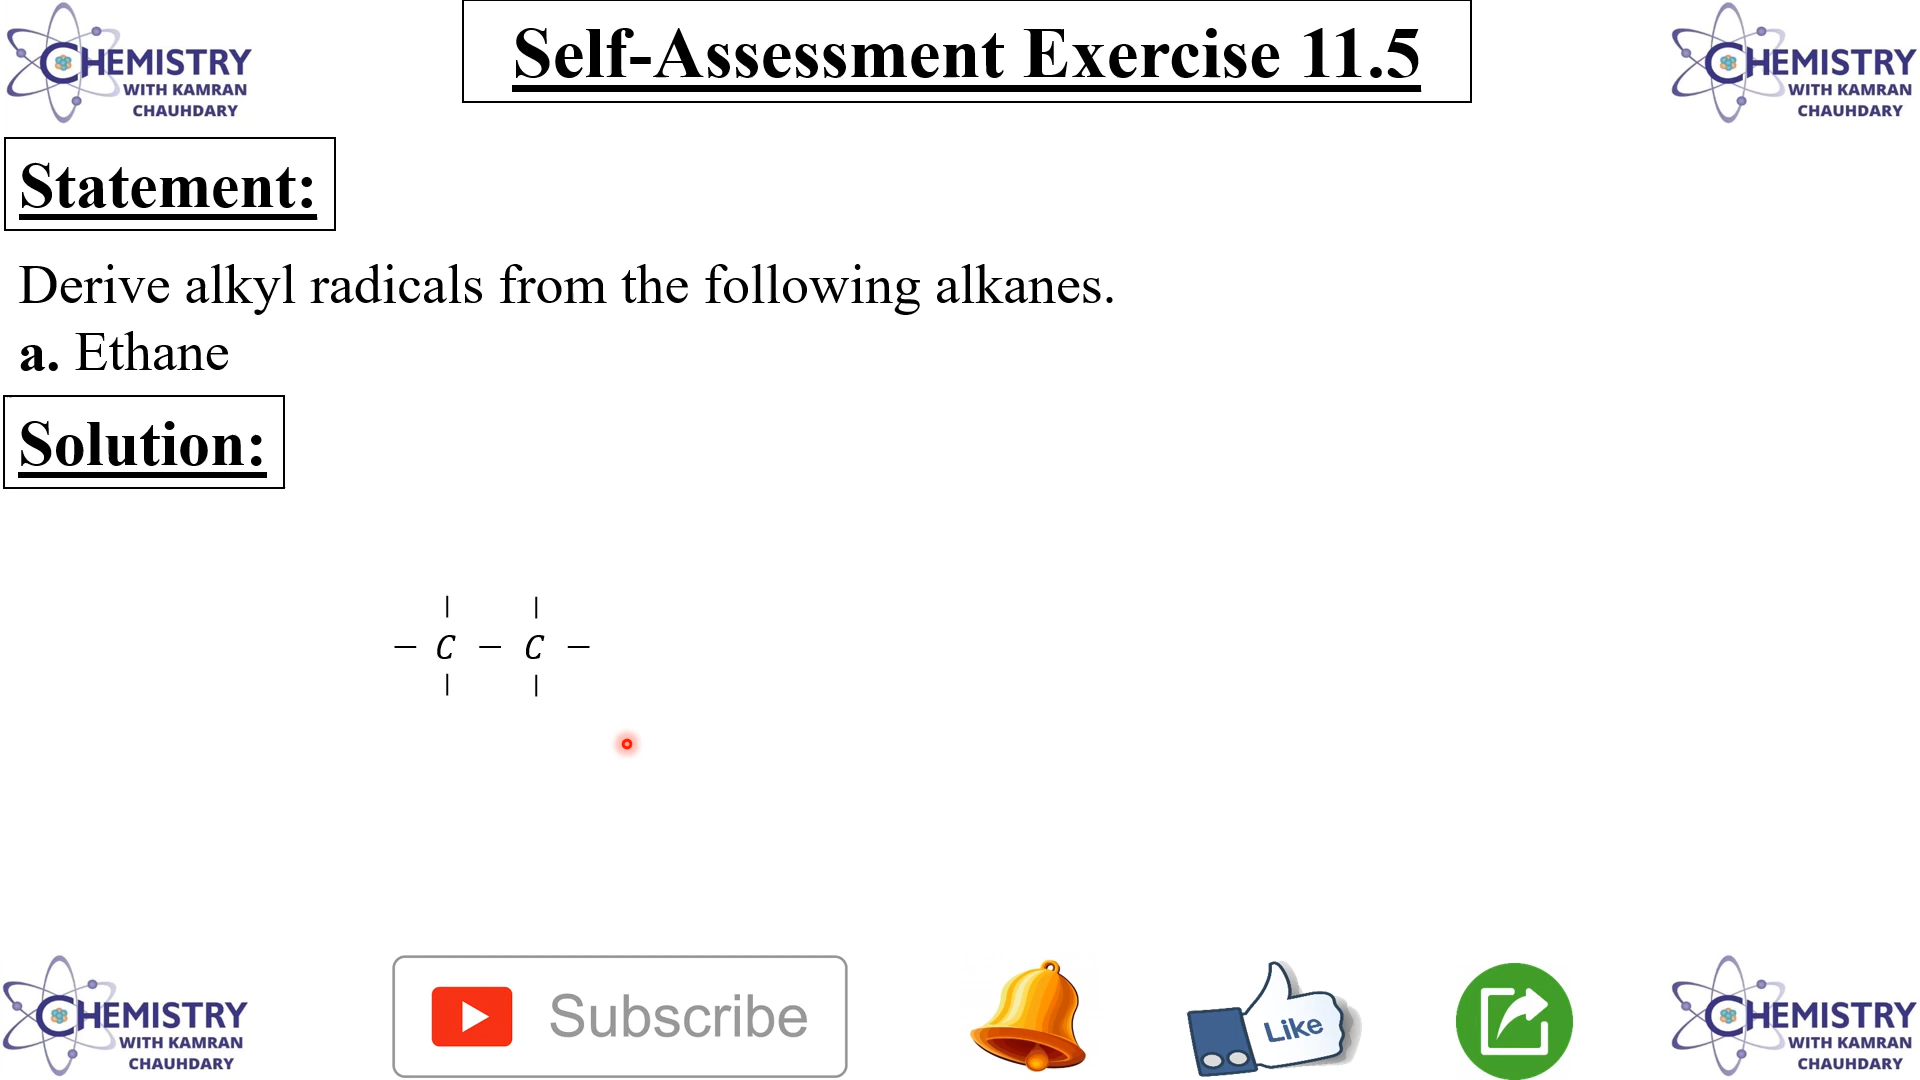 CHEMISTRY
WITH KAMRAN
CHAUHDARY
Self-Assessment Exercise 11.5
CHEMISTRY
WITH KAMRAN
CHAUHDARY
Statement:
Derive alkyl radicals from the following alkanes.
a. Ethane
Solution:
| |
− C − C −
| |
CHEMISTRY
WITH KAMRAN
CHAUHDARY
Subscribe
Like
CHEMISTRY
WITH KAMRAN
CHAUHDARY